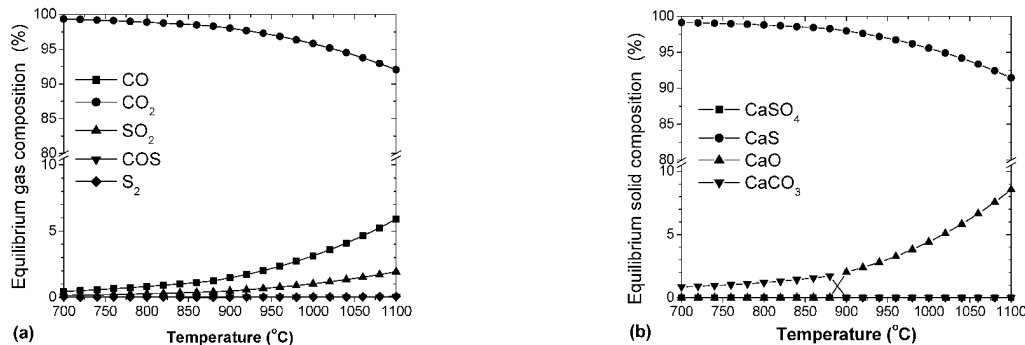 Equilibrium gas composition (%)
100
95
90
85
80
10
5
0
CO
CO₂
SO₂
COS
S₂
700 750 800 850 900 950 1000 1050 1100
(a)
Temperature (°C)
Equilibrium solid composition (%)
100
95
90
85
80
10
5
0
CaSO₄
CaS
CaO
CaCO₃
700 750 800 850 900 950 1000 1050 1100
(b)
Temperature (°C)